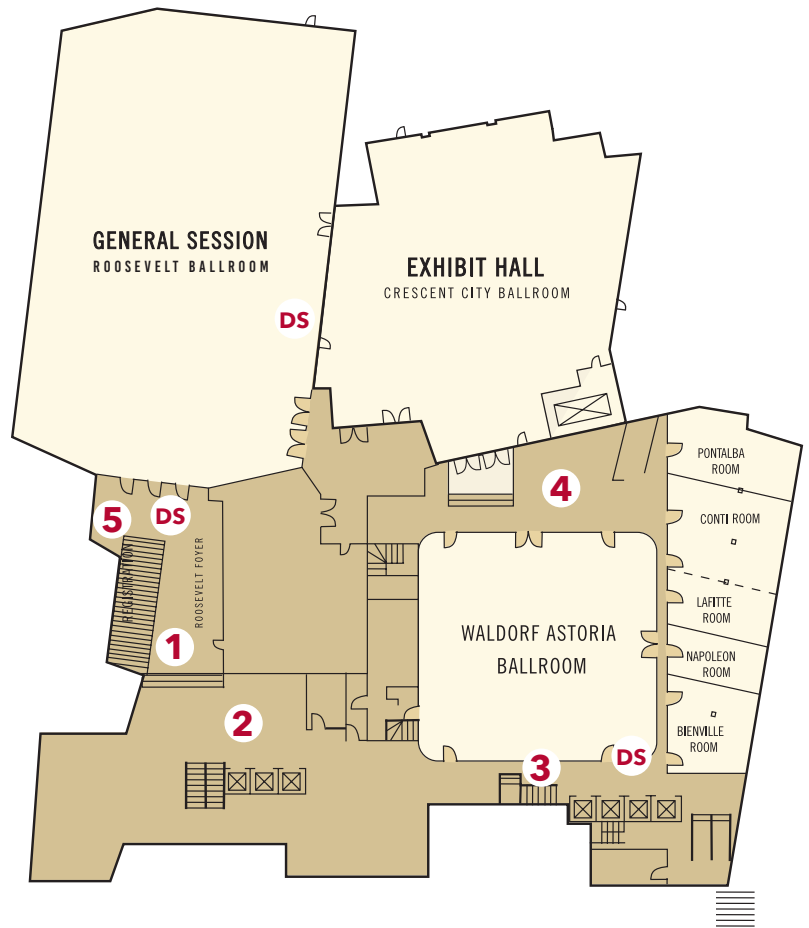 GENERAL SESSION
ROOSEVELT BALLROOM
EXHIBIT HALL
CRESCENT CITY BALLROOM
DS
PONTALBA
ROOM
4
5
DS
CONTI ROOM
REGISTRATION
ROOSEVELT FOYER
LAFITTE
ROOM
WALDORF ASTORIA
BALLROOM
1
NAPOLEON
ROOM
2
BIENVILLE
ROOM
3
DS